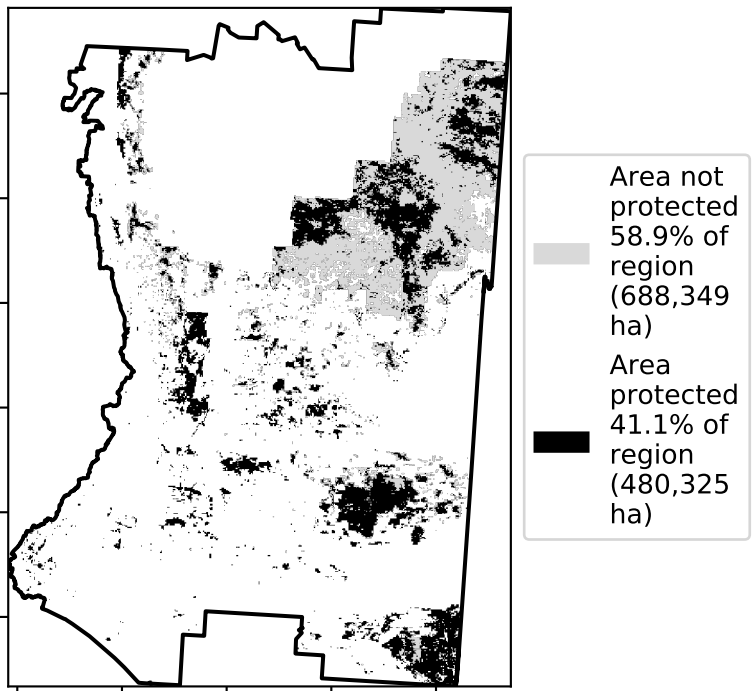 Area not
protected
58.9% of
region
(688,349
ha)
Area
protected
41.1% of
region
(480,325
ha)